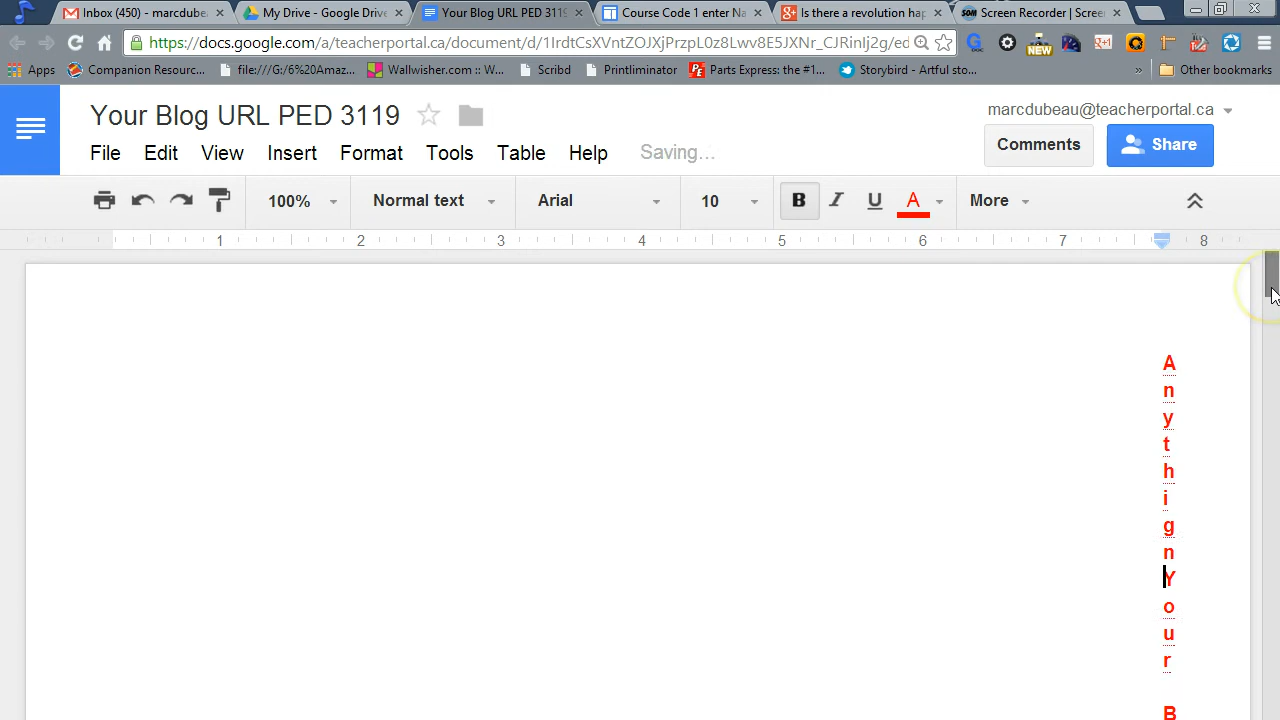 Inbox (450) - marcdubea
My Drive - Google Drive
Your Blog URL PED 3119
Course Code 1 enter Na
Is there a revolution hap
Screen Recorder | Scree
https://docs.google.com/a/teacherportal.ca/document/d/1IrdtCsXVntZOJXjPrzpL0z8Lwv8E5JXNr_CJRinIj2g/ed
NEW
Apps
Companion Resourc...
file:///G:/6%20Amaz...
Wallwisher.com :: W...
Scribd
Printliminator
Parts Express: the #1...
Storybird - Artful sto...
»
Other bookmarks
Your Blog URL PED 3119
marcdubeau@teacherportal.ca
File Edit View Insert Format Tools Table Help Saving...
Comments
Share
100% Normal text Arial 10 B I U A More
1 2 3 4 5 6 7 8
A
n
y
t
h
i
g
n
Y
o
u
r
B